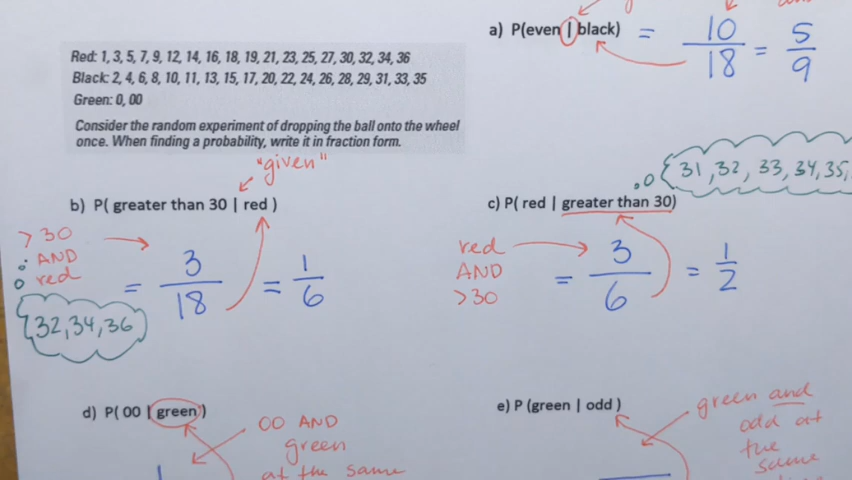 a) P(even | black) = 10/18 = 5/9
Red: 1, 3, 5, 7, 9, 12, 14, 16, 18, 19, 21, 23, 25, 27, 30, 32, 34, 36
Black: 2, 4, 6, 8, 10, 11, 13, 15, 17, 20, 22, 24, 26, 28, 29, 31, 33, 35
Green: 0, 00
Consider the random experiment of dropping the ball onto the wheel
once. When finding a probability, write it in fraction form.
"given"
b) P( greater than 30 | red )
> 30
AND
red
= 3/18 = 1/6
32, 34, 36
31, 32, 33, 34, 35,
c) P( red | greater than 30)
red
AND
>30
= 3/6 = 1/2
d) P( 00 | green )
00 AND
green
at the same
e) P (green | odd )
green and
odd at
the
same